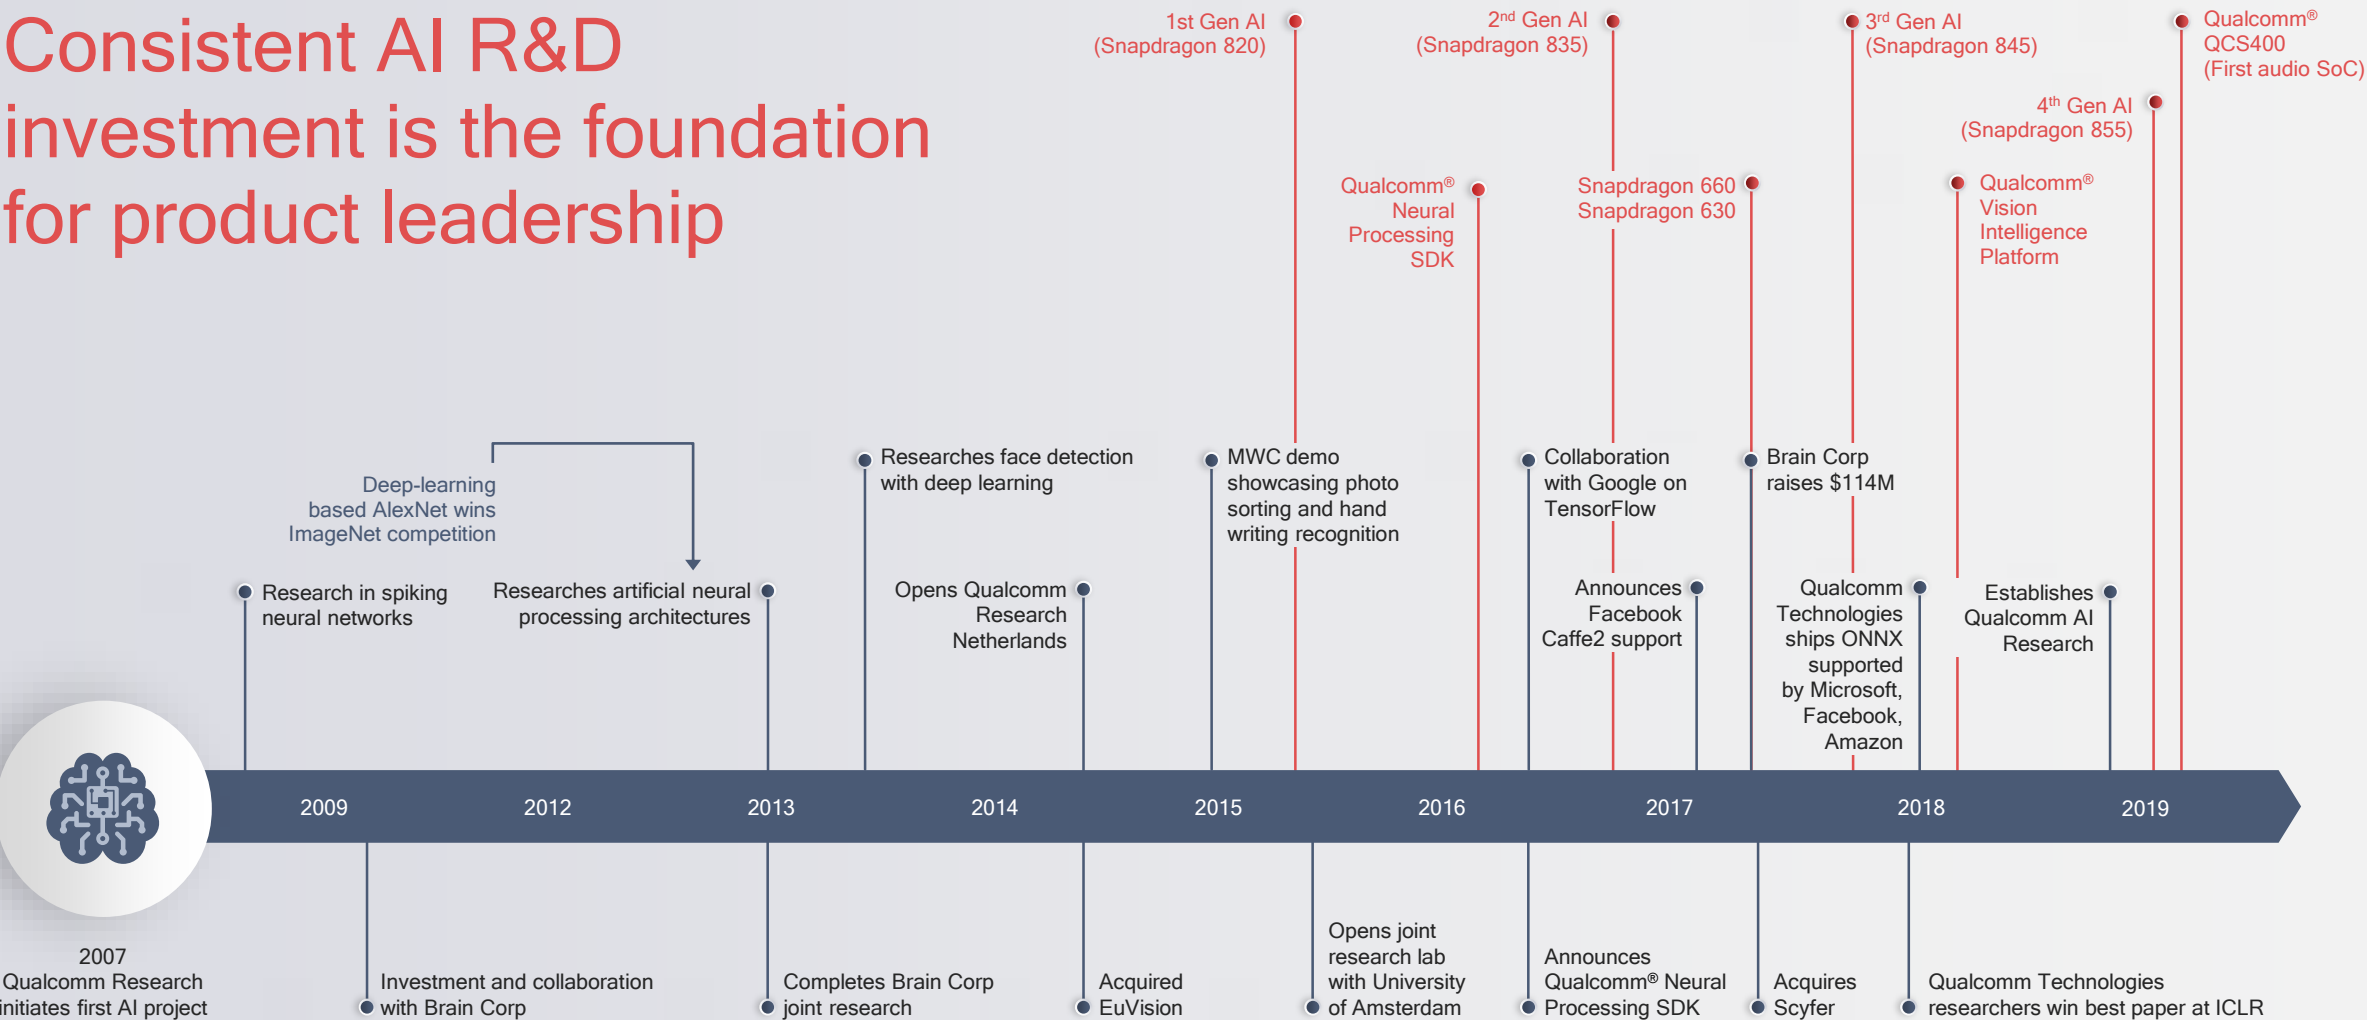 Consistent AI R&D
investment is the foundation
for product leadership
1st Gen AI
(Snapdragon 820)
Qualcomm®
Neural
Processing
SDK
2nd Gen AI
(Snapdragon 835)
Snapdragon 660
Snapdragon 630
3rd Gen AI
(Snapdragon 845)
Qualcomm®
Vision
Intelligence
Platform
4th Gen AI
(Snapdragon 855)
Qualcomm®
QCS400
(First audio SoC)
Deep-learning
based AlexNet wins
ImageNet competition
Research in spiking
neural networks
Researches artificial neural
processing architectures
Researches face detection
with deep learning
Opens Qualcomm
Research
Netherlands
MWC demo
showcasing photo
sorting and hand
writing recognition
Collaboration
with Google on
TensorFlow
Announces
Facebook
Caffe2 support
Brain Corp
raises $114M
Qualcomm
Technologies
ships ONNX
supported
by Microsoft,
Facebook,
Amazon
Establishes
Qualcomm AI
Research
2009
2012
2013
2014
2015
2016
2017
2018
2019
2007
Qualcomm Research
initiates first AI project
Investment and collaboration
with Brain Corp
Completes Brain Corp
joint research
Acquired
EuVision
Opens joint
research lab
with University
of Amsterdam
Announces
Qualcomm® Neural
Processing SDK
Acquires
Scyfer
Qualcomm Technologies
researchers win best paper at ICLR